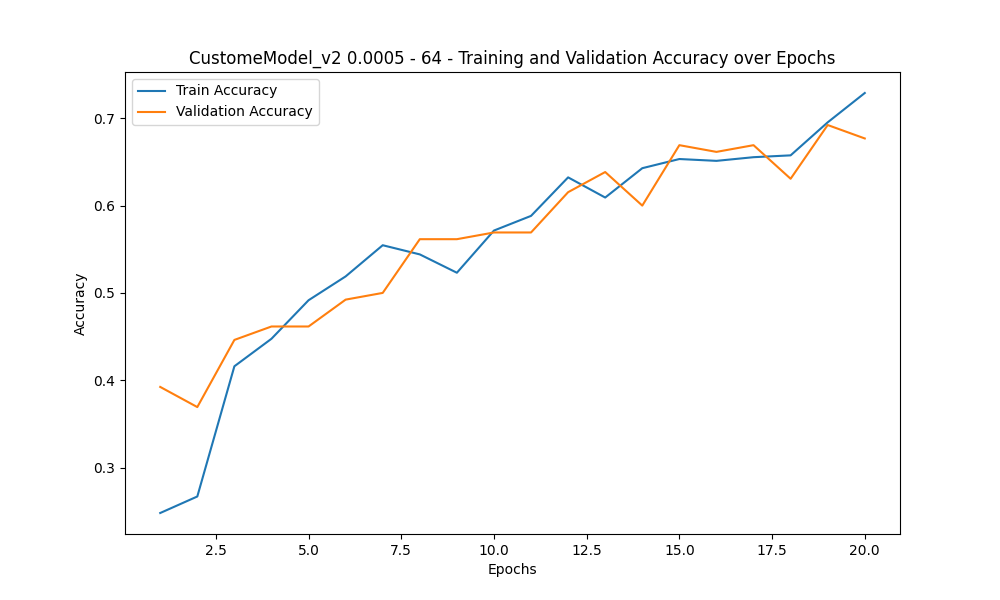 CustomeModel_v2 0.0005 - 64 - Training and Validation Accuracy over Epochs
Train Accuracy
Validation Accuracy
0.7
0.6
0.5
0.4
0.3
Accuracy
2.5 5.0 7.5 10.0 12.5 15.0 17.5 20.0
Epochs